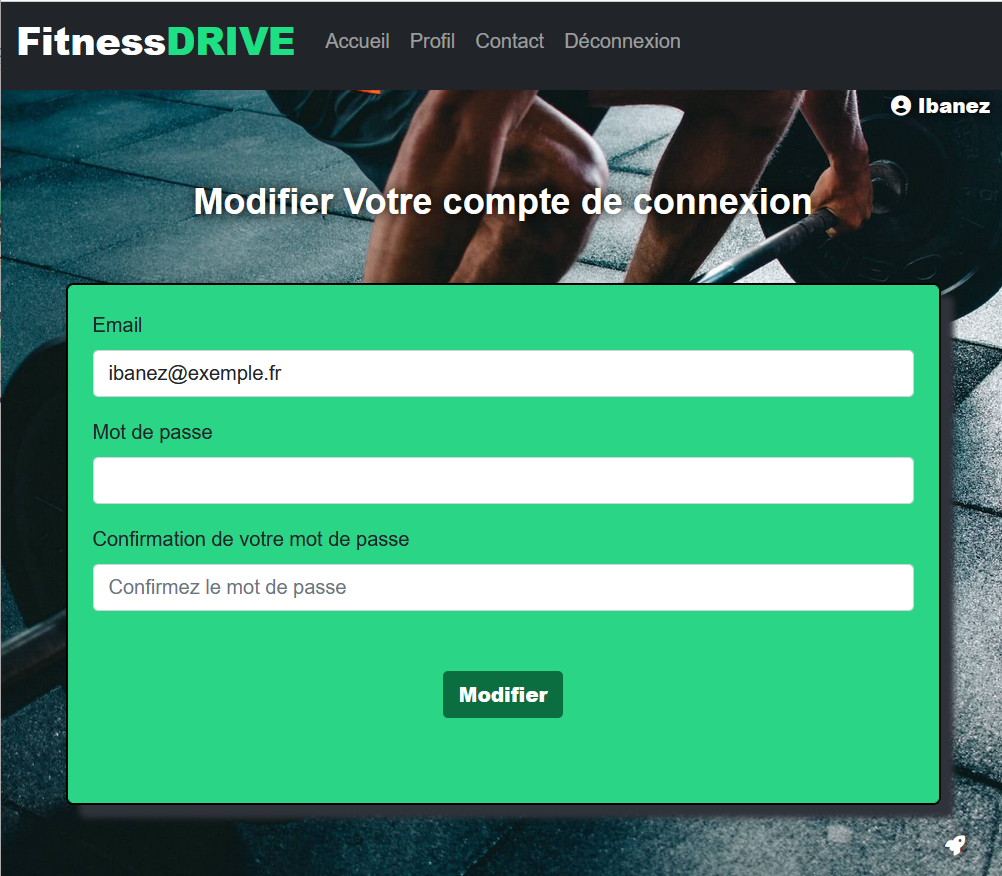 FitnessDRIVE Accueil Profil Contact Déconnexion
Ibanez
Modifier Votre compte de connexion
Email
ibanez@exemple.fr
Mot de passe
Confirmation de votre mot de passe
Confirmez le mot de passe
Modifier